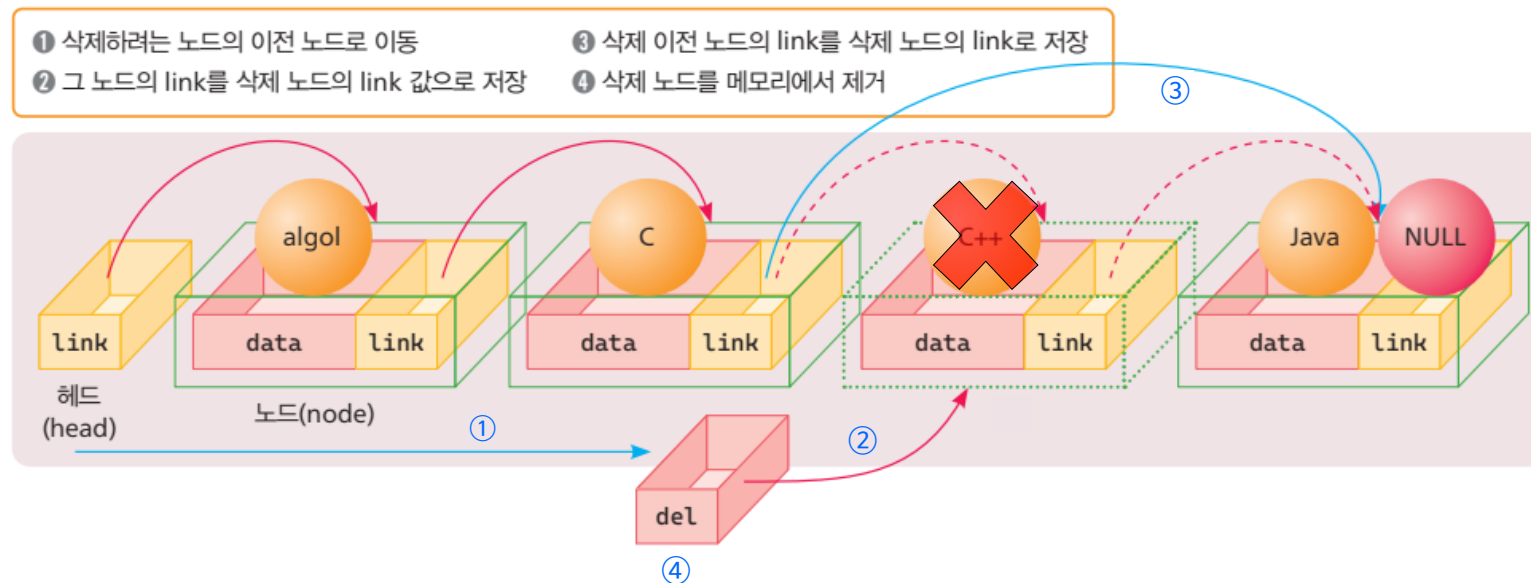 ❶ 삭제하려는 노드의 이전 노드로 이동
❷ 그 노드의 link를 삭제 노드의 link 값으로 저장
❸ 삭제 이전 노드의 link를 삭제 노드의 link로 저장
❹ 삭제 노드를 메모리에서 제거
③
algol
C
C++
Java
NULL
link
data
link
data
link
data
link
data
link
헤드
(head)
노드(node)
①
②
del
④